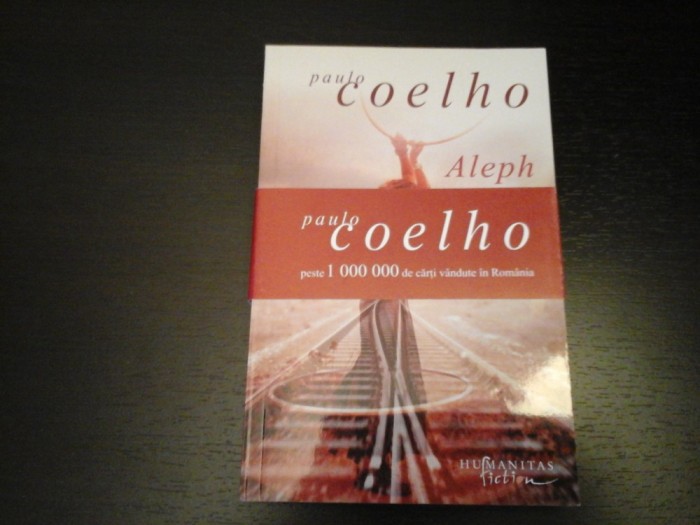 paulo
coelho
Aleph
paulo
coelho
peste 1 000 000 de cărți vândute în România
HUMANITAS
fiction